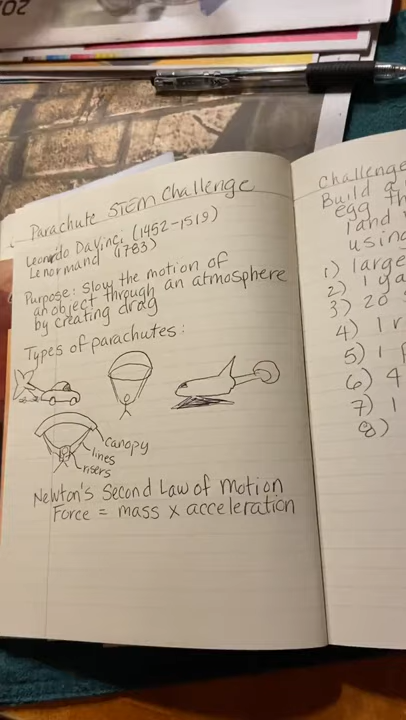 Parachute STEM Challenge
Leonardo DaVinci (1452-1519)
Lenormand (1783)
Purpose: Slow the motion of
an object through an atmosphere
by creating drag
Types of parachutes:
canopy
lines
risers
Newton's Second Law of Motion
Force = mass x acceleration
Challenge
Build a
egg th
land
using
1) large
2) 1 ya
3) 20
4) 1 r
5) 1 p
6) 4
7) 1
8)